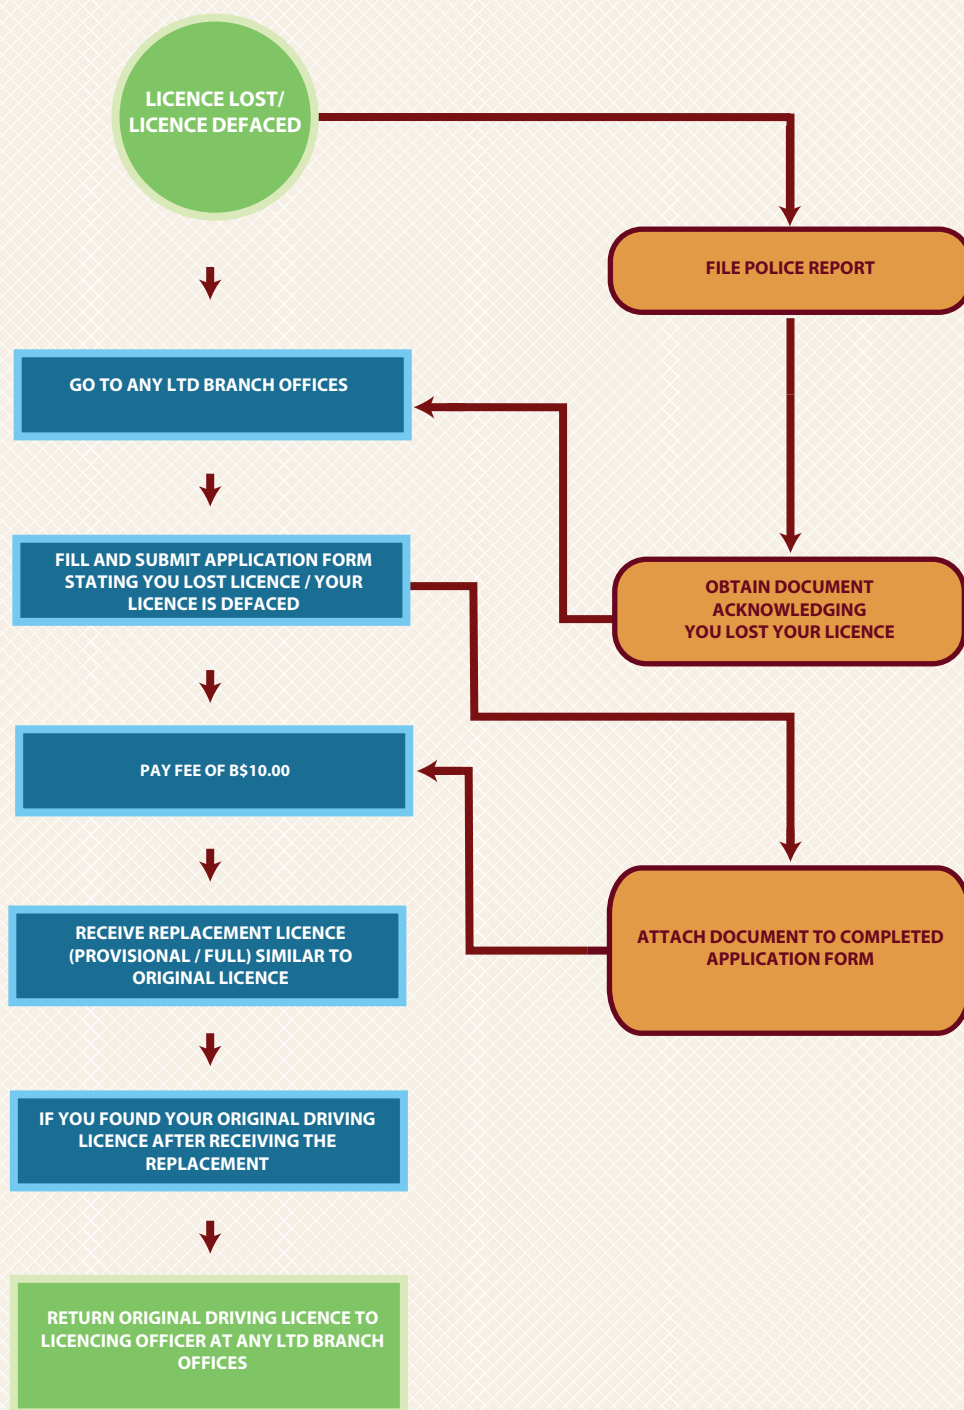 LICENCE LOST/
LICENCE DEFACED
FILE POLICE REPORT
GO TO ANY LTD BRANCH OFFICES
FILL AND SUBMIT APPLICATION FORM
STATING YOU LOST LICENCE / YOUR
LICENCE IS DEFACED
OBTAIN DOCUMENT
ACKNOWLEDGING
YOU LOST YOUR LICENCE
PAY FEE OF B$10.00
RECEIVE REPLACEMENT LICENCE
(PROVISIONAL / FULL) SIMILAR TO
ORIGINAL LICENCE
ATTACH DOCUMENT TO COMPLETED
APPLICATION FORM
IF YOU FOUND YOUR ORIGINAL DRIVING
LICENCE AFTER RECEIVING THE
REPLACEMENT
RETURN ORIGINAL DRIVING LICENCE TO
LICENCING OFFICER AT ANY LTD BRANCH
OFFICES